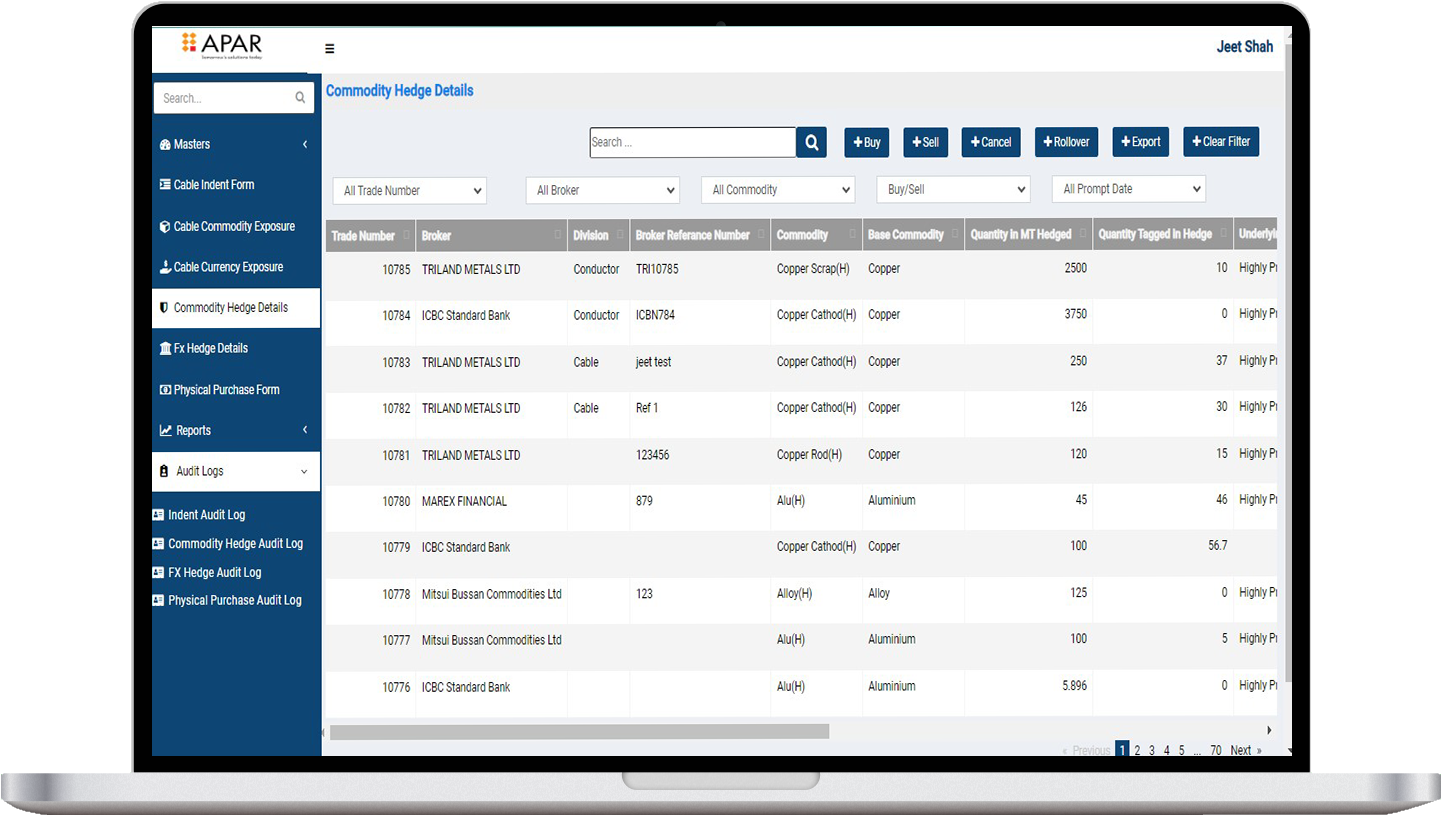 APAR
Tomorrow's solutions today
☰
Jeet Shah
Search...
Masters
Cable Indent Form
Cable Commodity Exposure
Cable Currency Exposure
Commodity Hedge Details
Fx Hedge Details
Physical Purchase Form
Reports
Audit Logs
Indent Audit Log
Commodity Hedge Audit Log
FX Hedge Audit Log
Physical Purchase Audit Log
Commodity Hedge Details
Search ... +Buy +Sell +Cancel +Rollover +Export +Clear Filter
All Trade Number All Broker All Commodity Buy/Sell All Prompt Date
Trade Number Broker Division Broker Referance Number Commodity Base Commodity Quantity in MT Hedged Quantity Tagged in Hedge Underlyin
10785 TRILAND METALS LTD Conductor TRI10785 Copper Scrap(H) Copper 2500 10 Highly Pr
10784 ICBC Standard Bank Conductor ICBN784 Copper Cathod(H) Copper 3750 0 Highly Pr
10783 TRILAND METALS LTD Cable jeet test Copper Cathod(H) Copper 250 37 Highly Pr
10782 TRILAND METALS LTD Cable Ref 1 Copper Cathod(H) Copper 126 30 Highly Pr
10781 TRILAND METALS LTD 123456 Copper Rod(H) Copper 120 15 Highly Pr
10780 MAREX FINANCIAL 879 Alu(H) Aluminium 45 46 Highly Pr
10779 ICBC Standard Bank Copper Cathod(H) Copper 100 56.7
10778 Mitsui Bussan Commodities Ltd 123 Alloy(H) Alloy 125 0 Highly Pr
10777 Mitsui Bussan Commodities Ltd Alu(H) Aluminium 100 5 Highly Pr
10776 ICBC Standard Bank Alu(H) Aluminium 5.896 0 Highly Pr
« Previous 1 2 3 4 5 ... 70 Next »